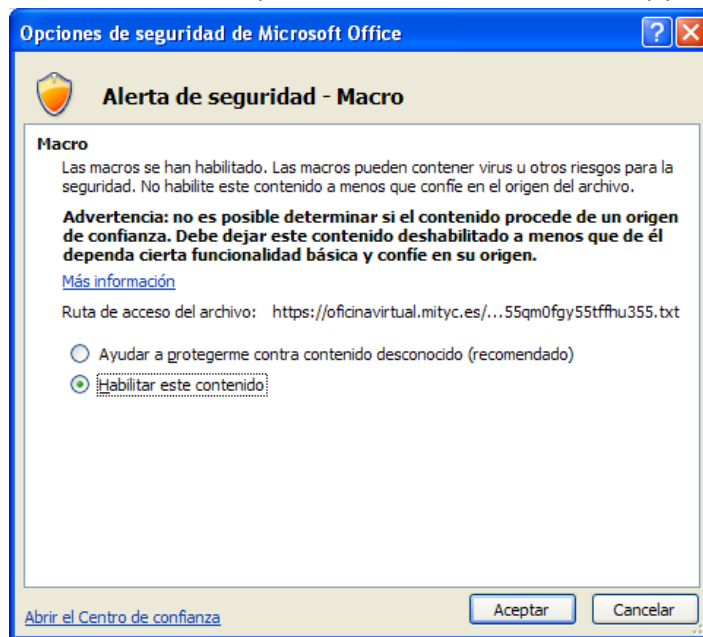 Opciones de seguridad de Microsoft Office
Alerta de seguridad - Macro
Macro
Las macros se han habilitado. Las macros pueden contener virus u otros riesgos para la
seguridad. No habilite este contenido a menos que confíe en el origen del archivo.
Advertencia: no es posible determinar si el contenido procede de un origen
de confianza. Debe dejar este contenido deshabilitado a menos que de él
dependa cierta funcionalidad básica y confíe en su origen.
Más información
Ruta de acceso del archivo: https://oficinavirtual.mityc.es/...55qm0fgy55tffhu355.txt
Ayudar a protegerme contra contenido desconocido (recomendado)
Habilitar este contenido
Abrir el Centro de confianza
Aceptar
Cancelar